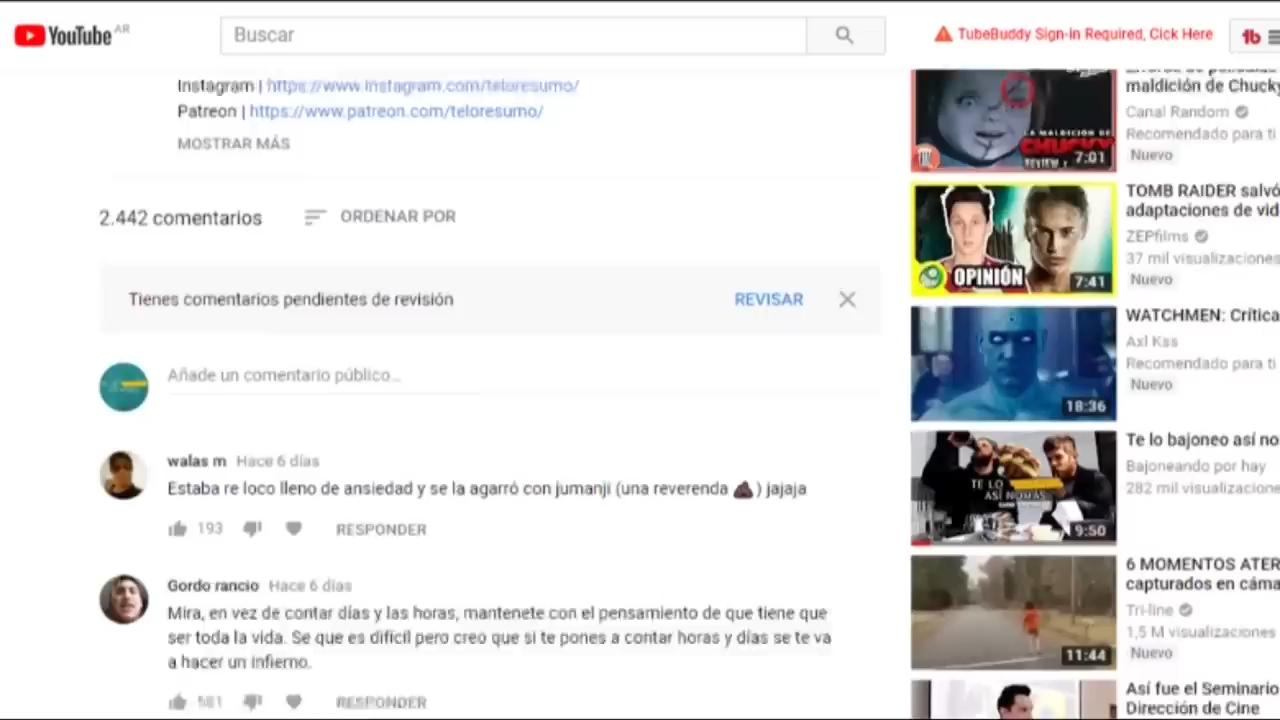 YouTube AR
Buscar
TubeBuddy Sign-in Required, Click Here
Instagram | https://www.instagram.com/teloresumo/
Patreon | https://www.patreon.com/teloresumo/
MOSTRAR MÁS
2.442 comentarios
ORDENAR POR
Tienes comentarios pendientes de revisión
REVISAR
Añade un comentario público...
walas m Hace 6 días
Estaba re loco lleno de ansiedad y se la agarró con jumanji (una reverenda 💩) jajaja
193
RESPONDER
Gordo rancio Hace 6 días
Mira, en vez de contar días y las horas, mantenete con el pensamiento de que tiene que
ser toda la vida. Se que es difícil pero creo que si te pones a contar horas y días se te va
a hacer un infierno.
RESPONDER
maldición de Chucky
Canal Random
Recomendado para ti
Nuevo
LA MALDICIÓN DE
CHUCKY
REVIEW
7:01
TOMB RAIDER salvó
adaptaciones de vid
ZEPfilms
37 mil visualizaciones
Nuevo
OPINIÓN
7:41
WATCHMEN: Crítica
Axl Kss
Recomendado para ti
Nuevo
18:36
Te lo bajoneo así no
Bajoneando por hay
282 mil visualizaciones
TE LO
ASÍ NOMÁS
9:50
6 MOMENTOS ATER
capturados en cáma
Tri-line
1,5 M visualizaciones
Nuevo
11:44
Así fue el Seminario
Dirección de Cine